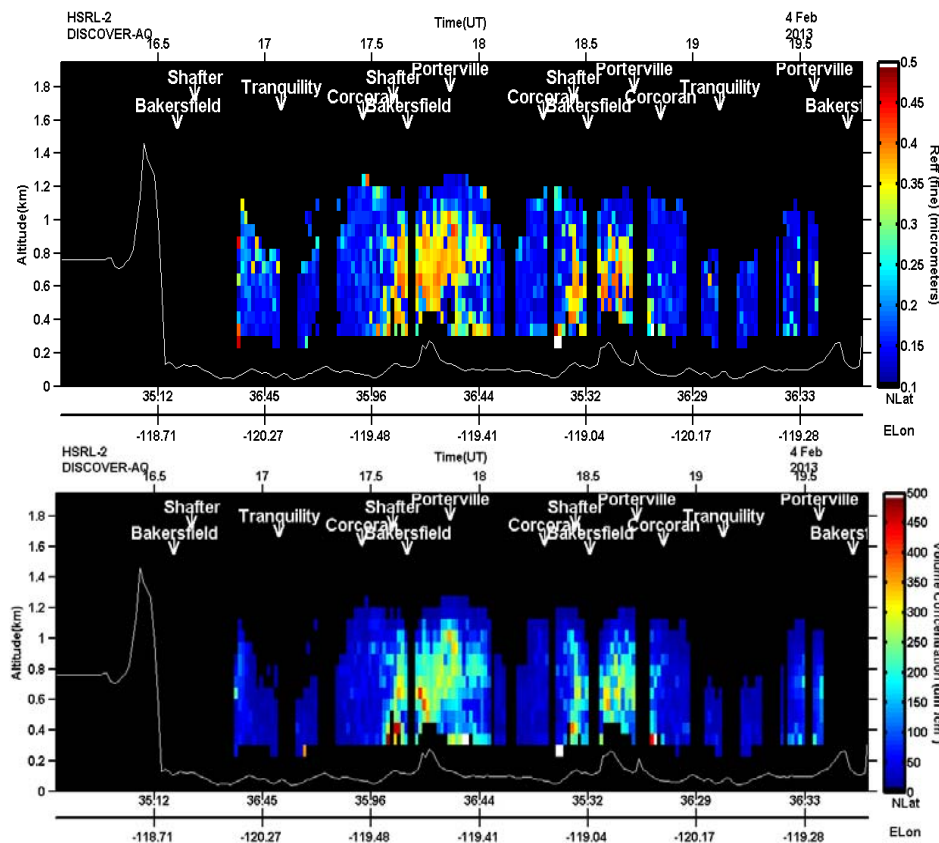 HSRL-2
DISCOVER-AQ
Time(UT)
4 Feb
2013
16.5 17 17.5 18 18.5 19 19.5
Shafter Tranquility Shafter Porterville Shafter Porterville Tranquility Porterville
Bakersfield Corcoran Bakersfield Corcoran Bakersfield Corcoran Bakersf
Altitude(km)
1.8
1.6
1.4
1.2
1
0.8
0.6
0.4
0.2
0
0.5
0.45
0.4
0.35
0.3
0.25
0.2
0.15
0.1
Reff (fine) (micrometers)
35:12 36:45 35:96 36:44 35:32 36:29 36:33
NLat
-118.71 -120.27 -119.48 -119.41 -119.04 -120.17 -119.28
ELon
HSRL-2
DISCOVER-AQ
Time(UT)
4 Feb
2013
16.5 17 17.5 18 18.5 19 19.5
Shafter Tranquility Shafter Porterville Shafter Porterville Tranquility Porterville
Bakersfield Corcoran Bakersfield Corcoran Bakersfield Corcoran Bakersf
Altitude(km)
1.8
1.6
1.4
1.2
1
0.8
0.6
0.4
0.2
0
500
450
400
350
300
250
200
150
100
50
0
Volume Concentration
35:12 36:45 35:96 36:44 35:32 36:29 36:33
NLat
-118.71 -120.27 -119.48 -119.41 -119.04 -120.17 -119.28
ELon